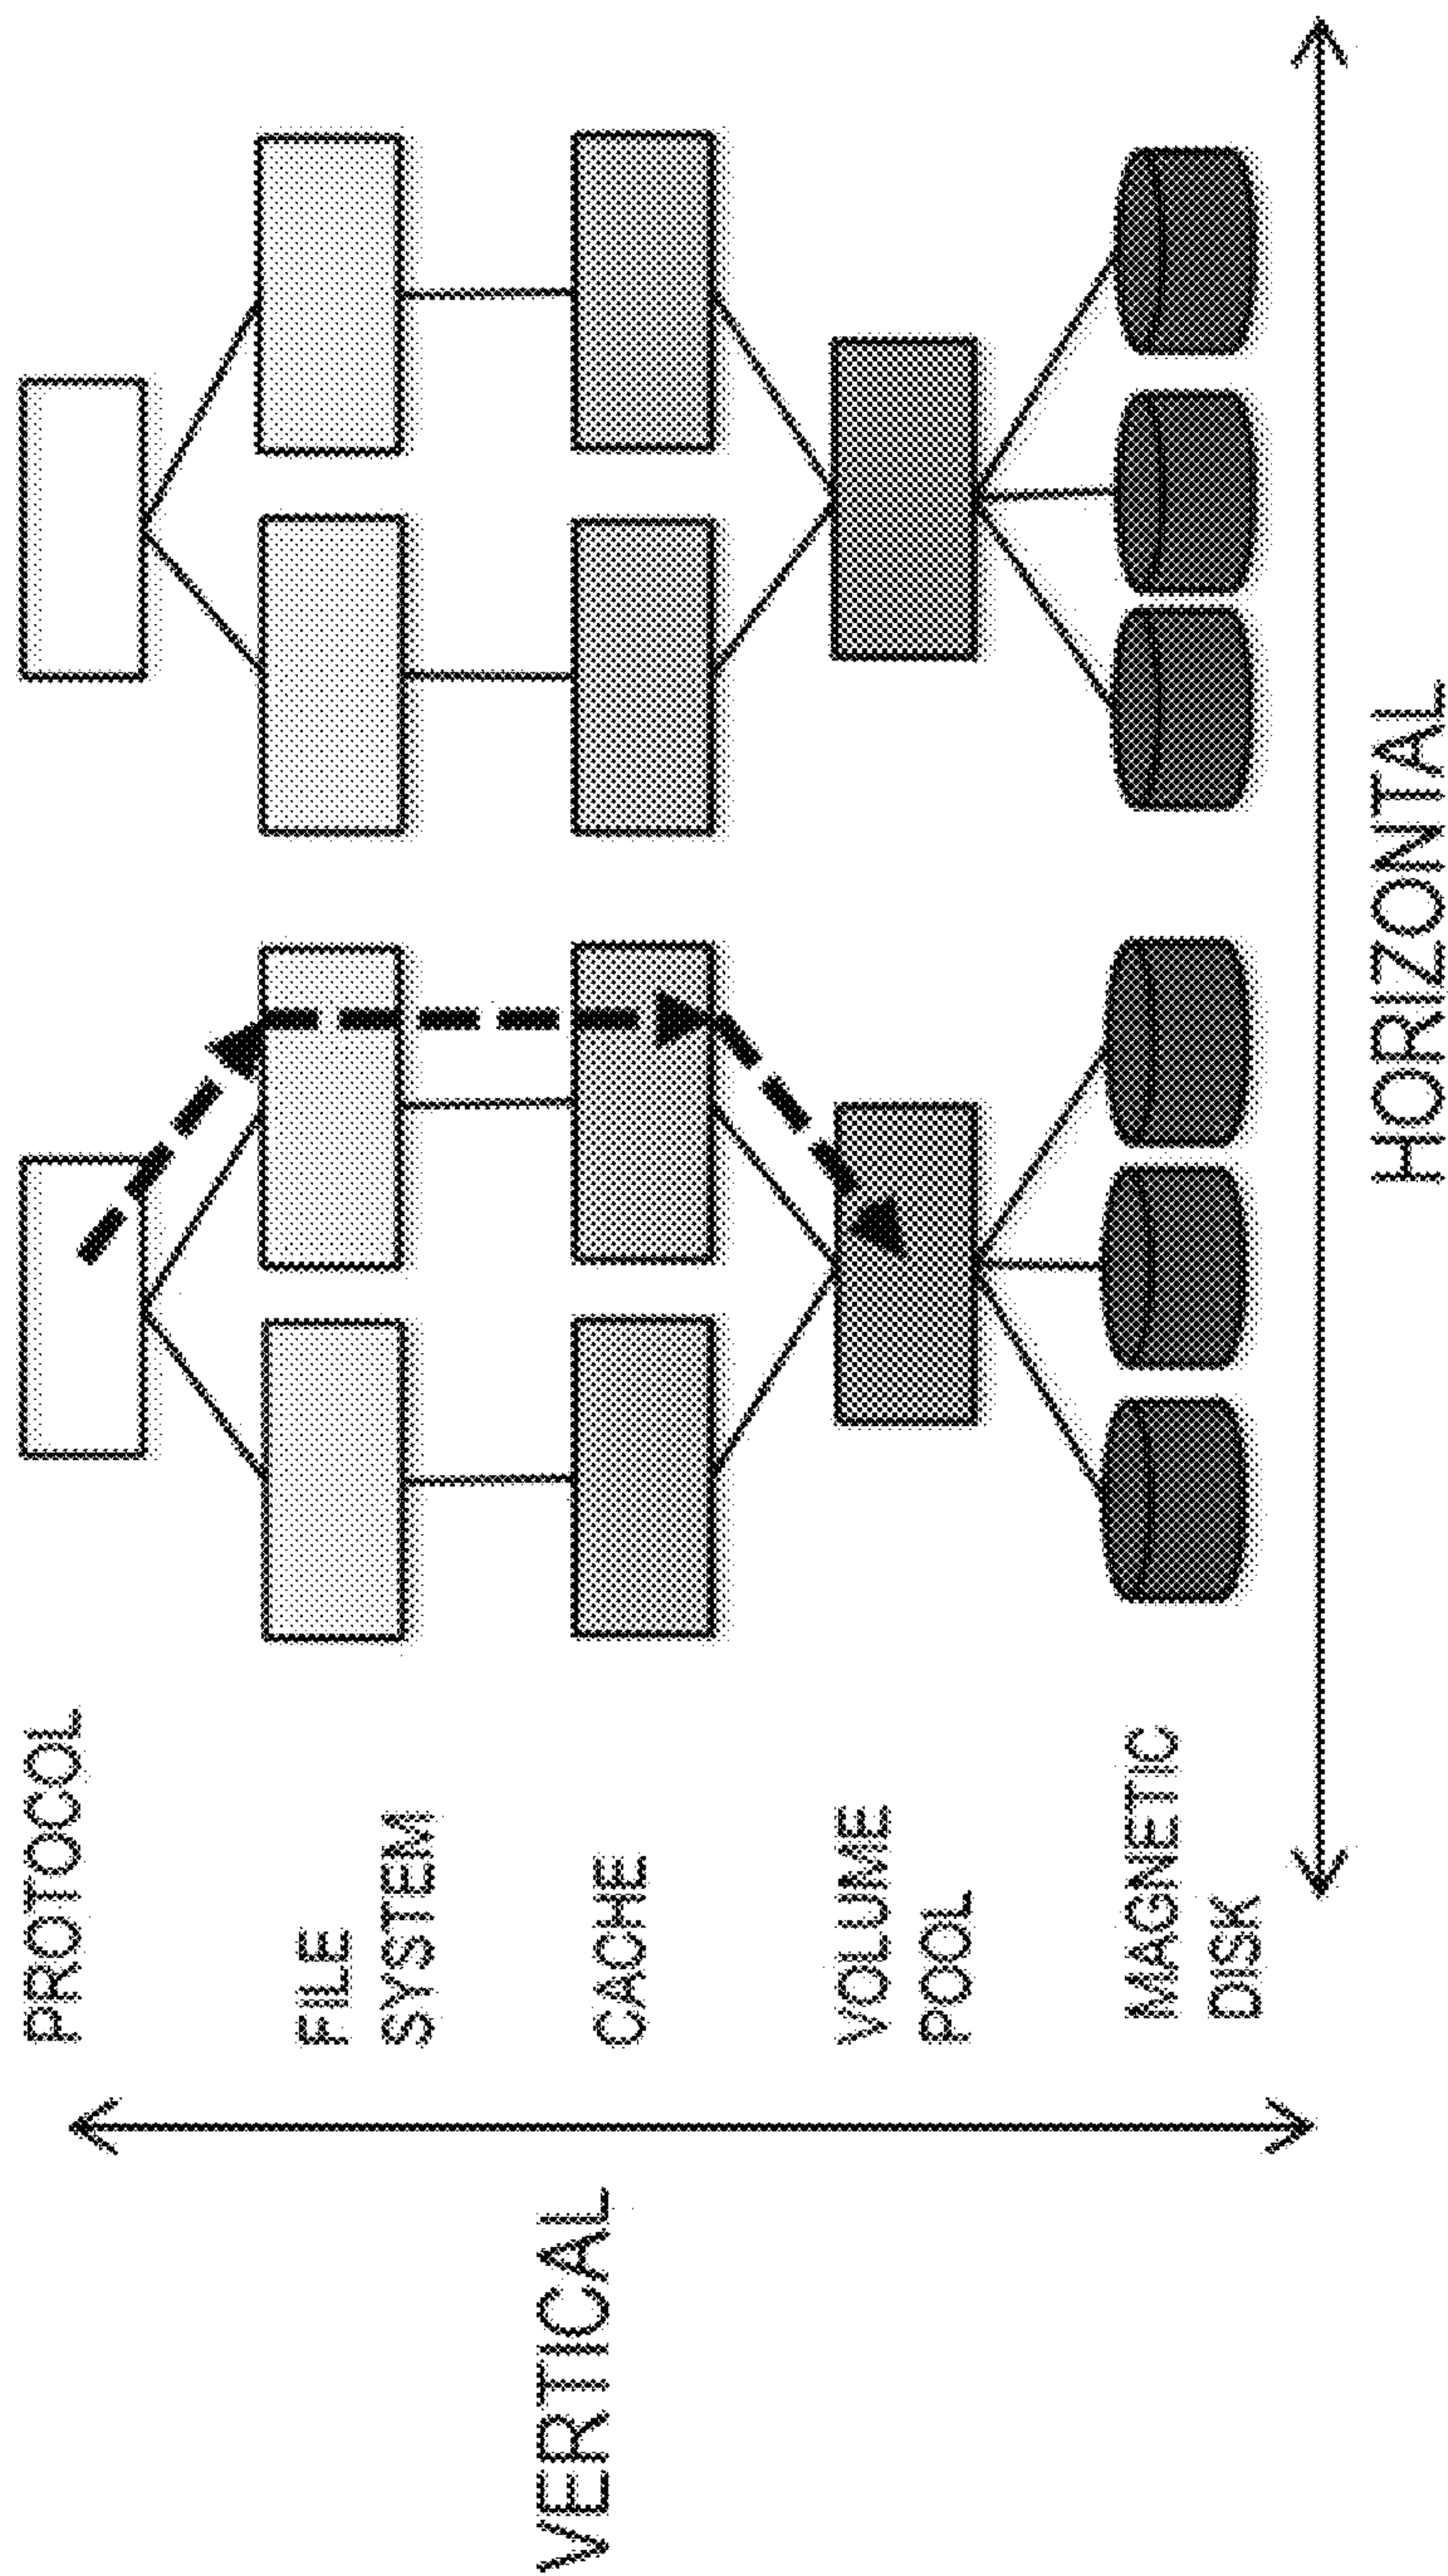 VERTICAL
PROTOCOL
FILE
SYSTEM
CACHE
VOLUME
POOL
MAGNETIC
DISK
HORIZONTAL